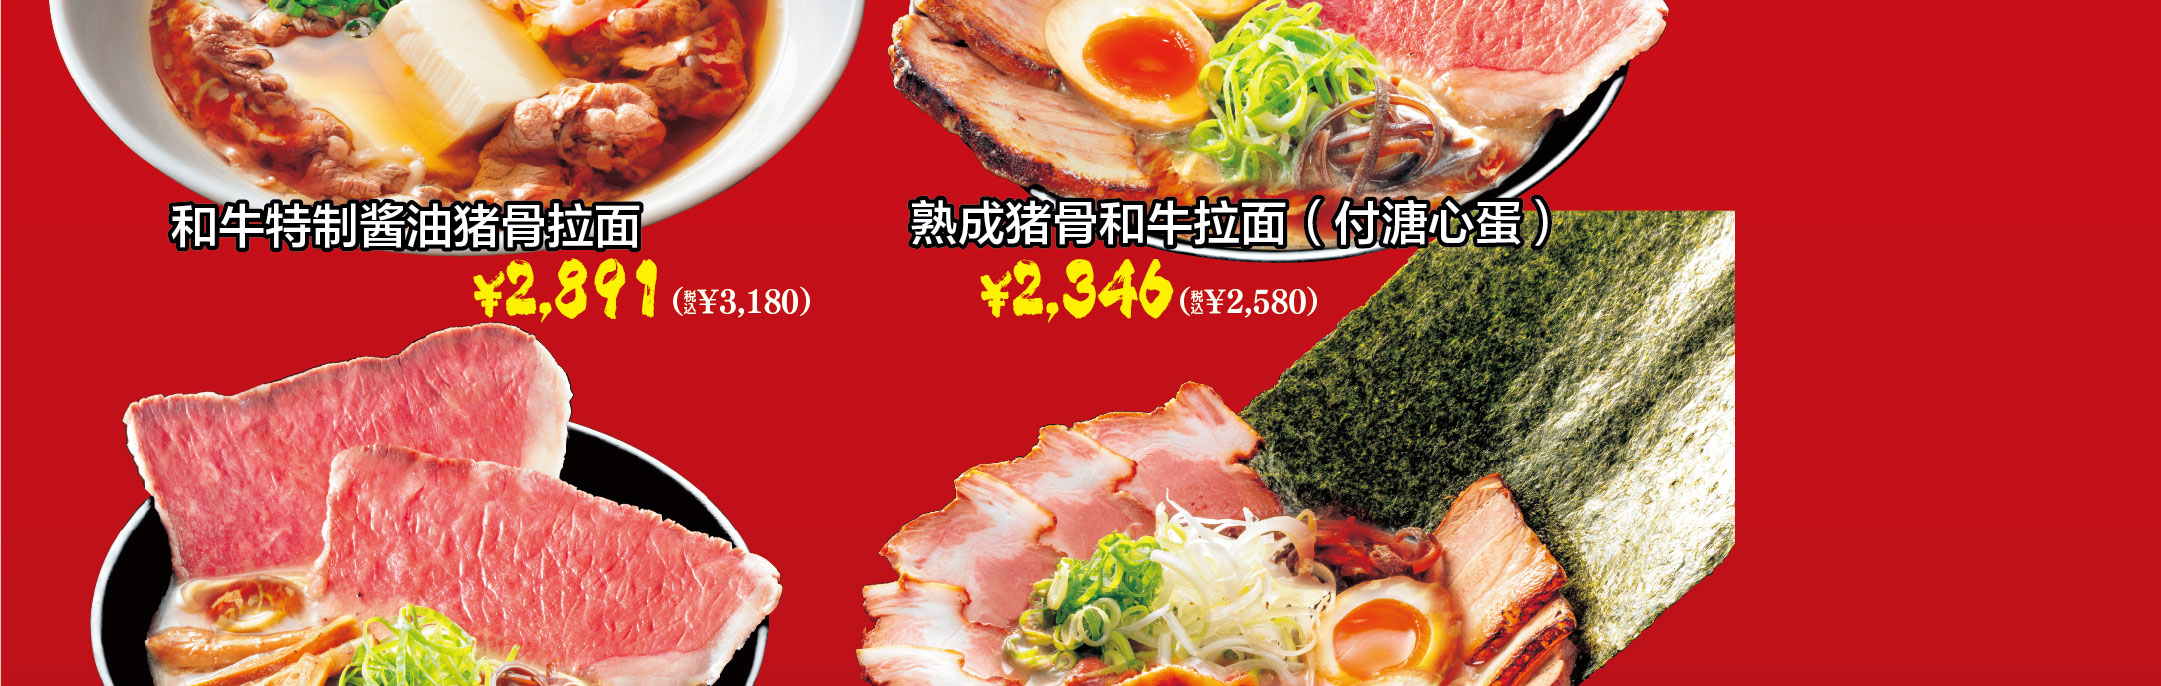 和牛特制酱油猪骨拉面
¥2,891 (税込¥3,180)
熟成猪骨和牛拉面（付溏心蛋）
¥2,346 (税込¥2,580)